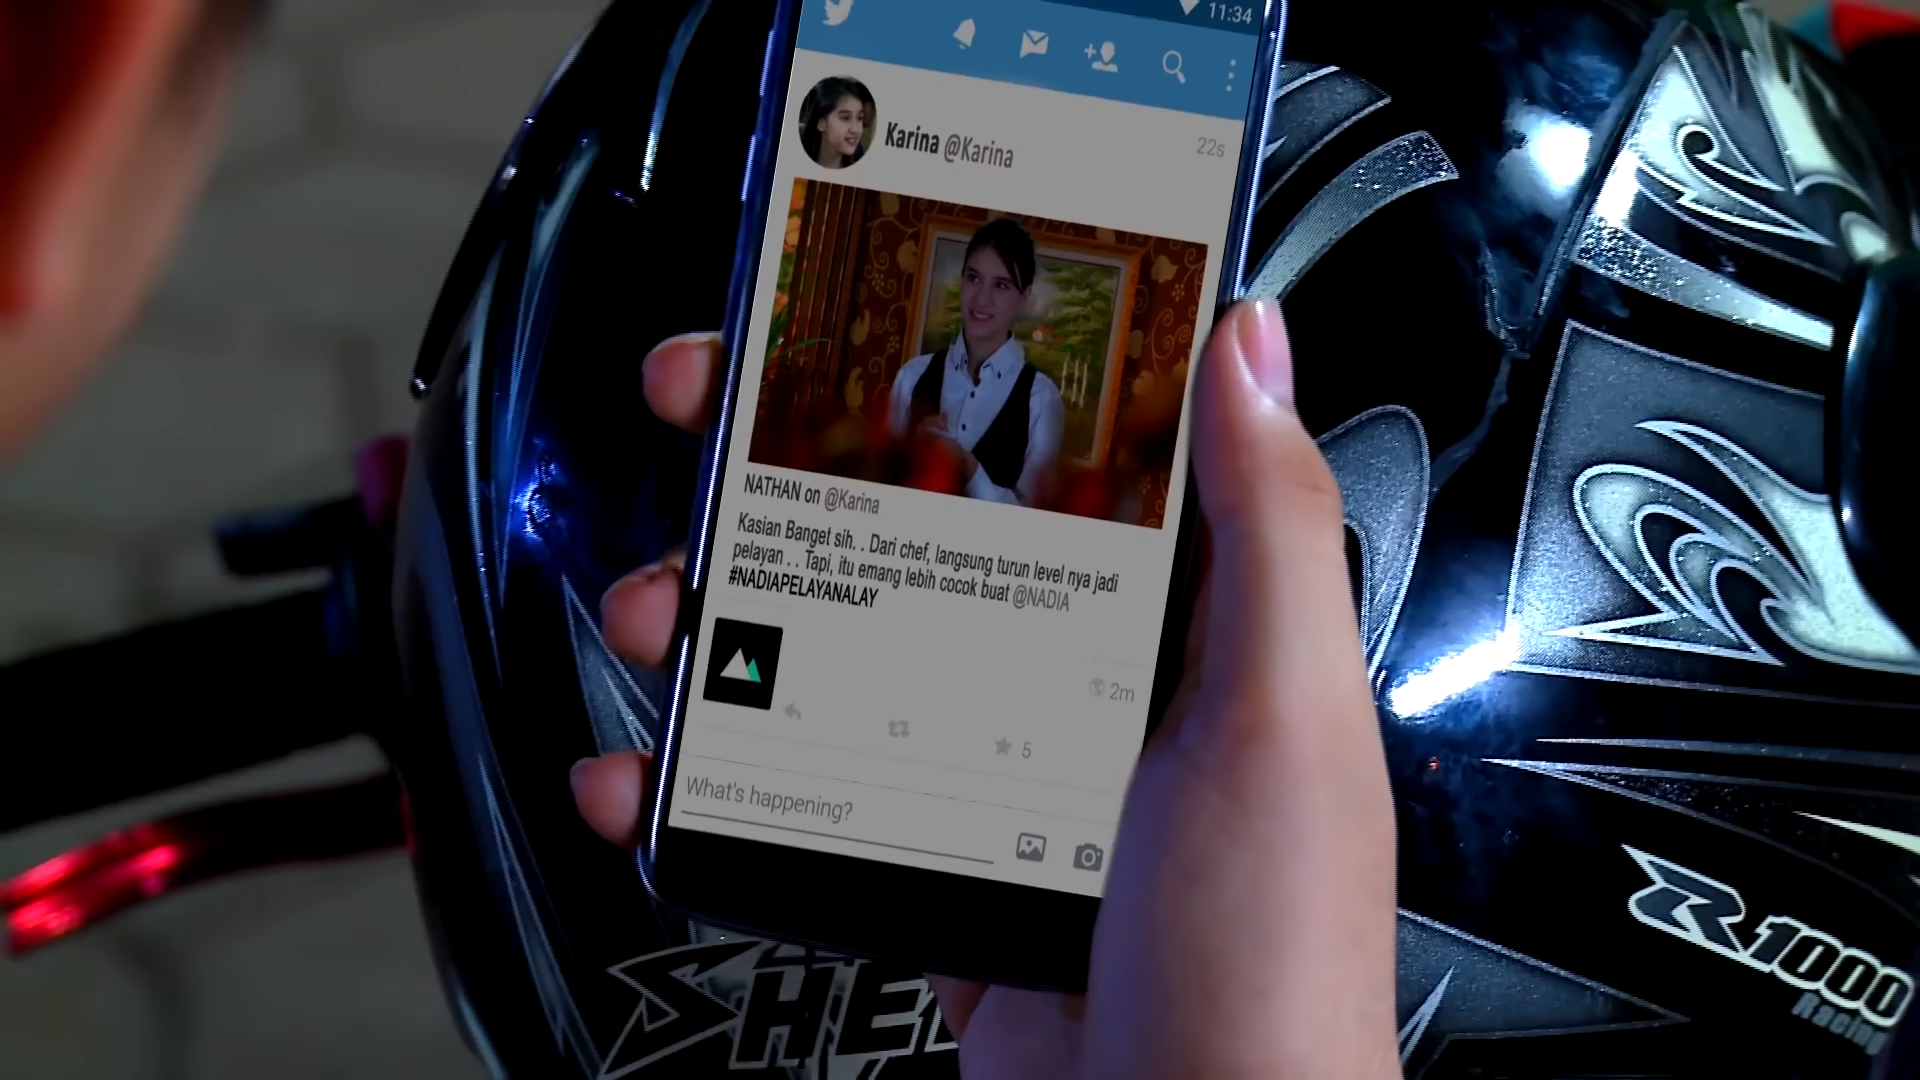 11:34
Karina @Karina
22s
NATHAN on @Karina
Kasian Banget sih. . Dari chef, langsung turun level nya jadi
pelayan . . Tapi, itu emang lebih cocok buat @NADIA
#NADIAPELAYANALAY
2m
5
What's happening?
R1000
Racing